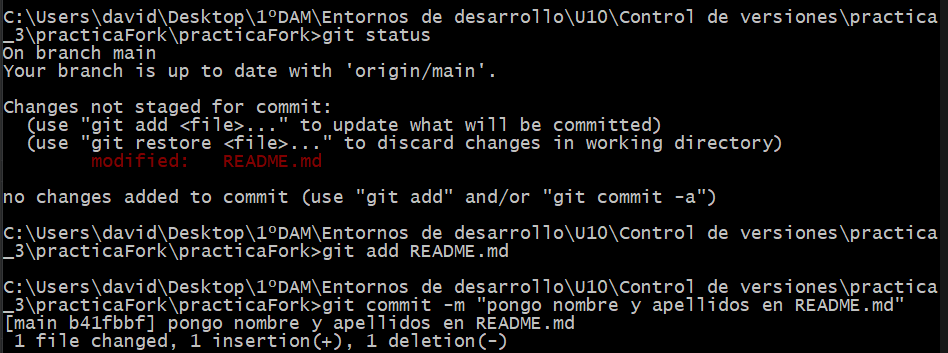 C:\Users\david\Desktop\1ºDAM\Entornos de desarrollo\U10\Control de versiones\practica
_3\practicaFork\practicaFork>git status
On branch main
Your branch is up to date with 'origin/main'.
Changes not staged for commit:
  (use "git add <file>..." to update what will be committed)
  (use "git restore <file>..." to discard changes in working directory)
        modified:   README.md
no changes added to commit (use "git add" and/or "git commit -a")
C:\Users\david\Desktop\1ºDAM\Entornos de desarrollo\U10\Control de versiones\practica
_3\practicaFork\practicaFork>git add README.md
C:\Users\david\Desktop\1ºDAM\Entornos de desarrollo\U10\Control de versiones\practica
_3\practicaFork\practicaFork>git commit -m "pongo nombre y apellidos en README.md"
[main b41fbbf] pongo nombre y apellidos en README.md
 1 file changed, 1 insertion(+), 1 deletion(-)